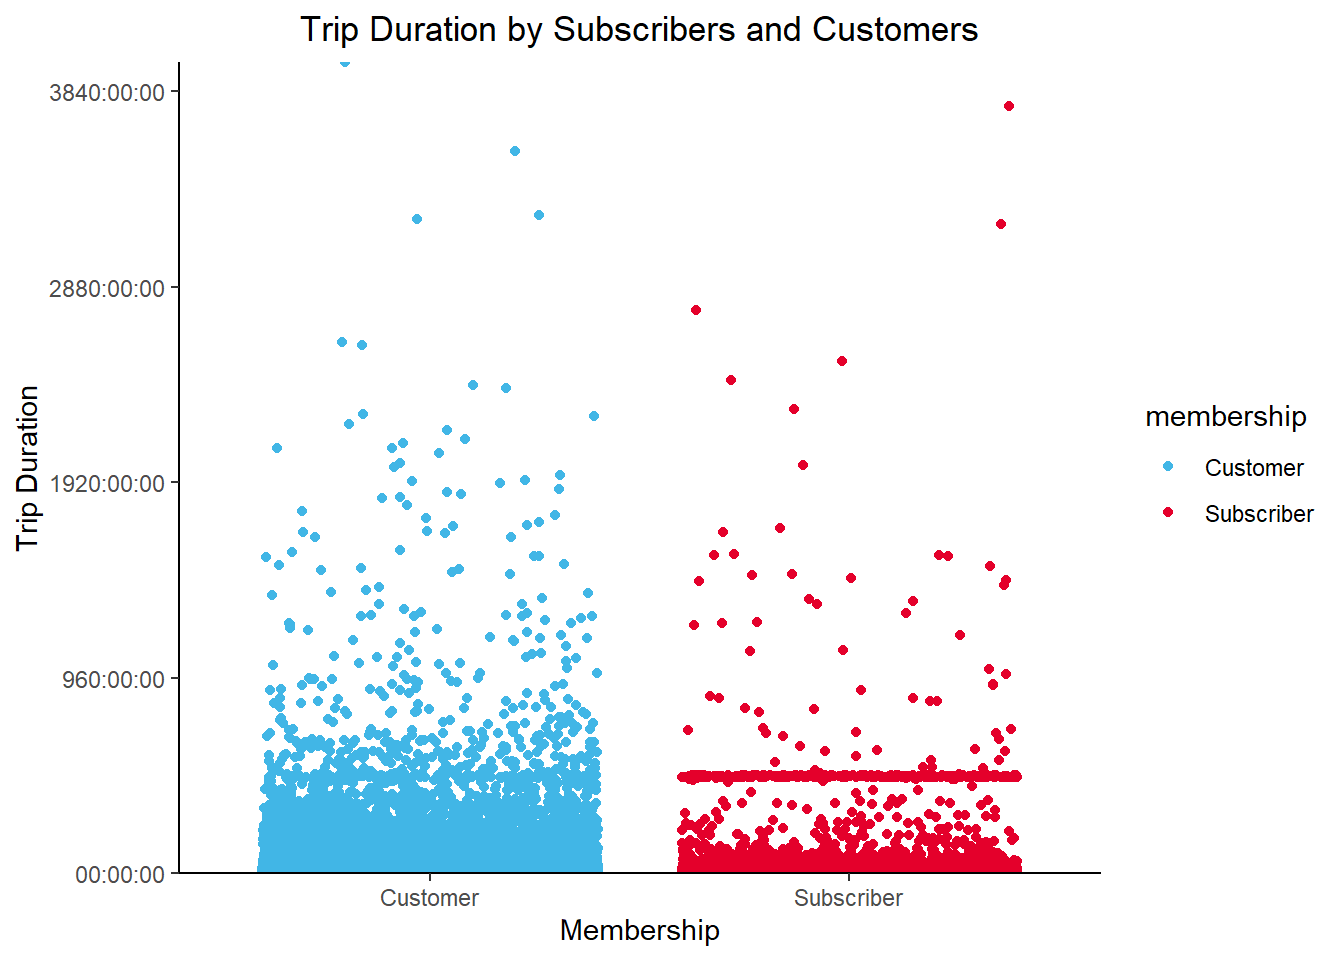 Trip Duration by Subscribers and Customers
3840:00:00
2880:00:00
1920:00:00
960:00:00
00:00:00
Trip Duration
Customer
Subscriber
Membership
membership
Customer
Subscriber